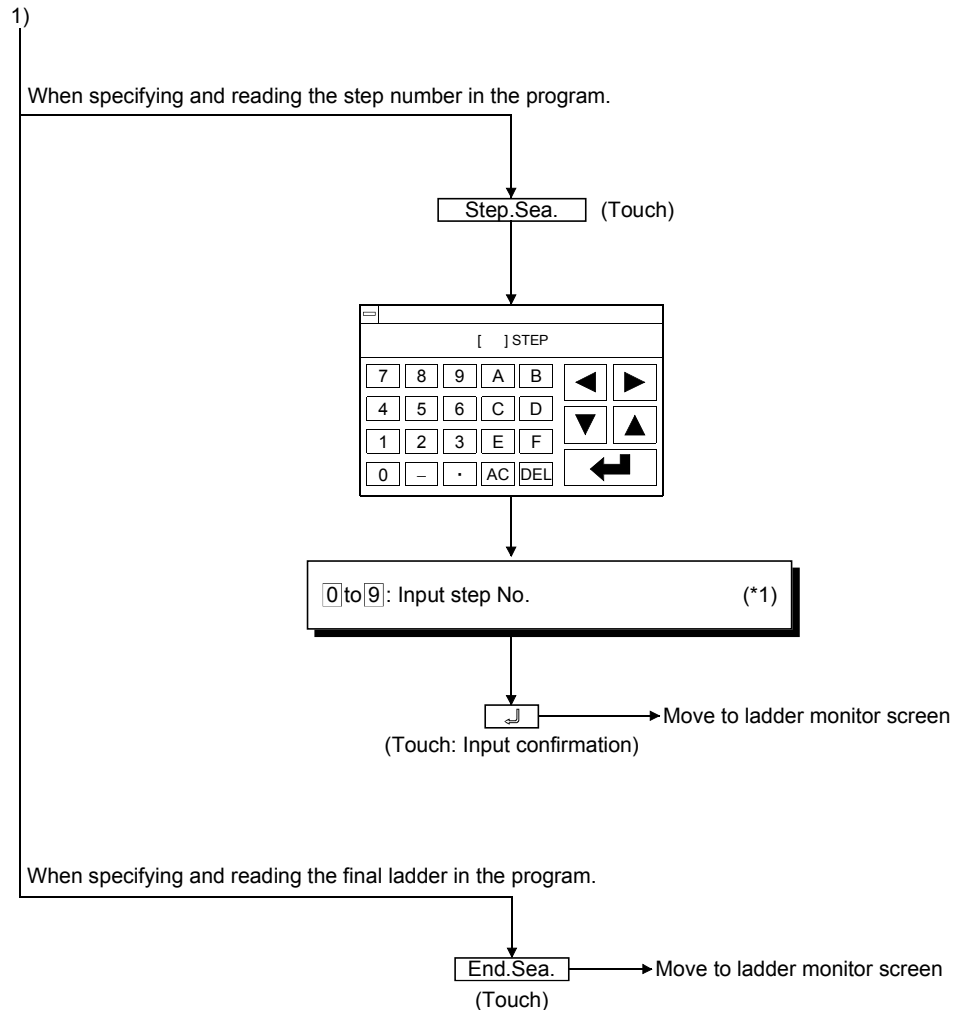 1)
When specifying and reading the step number in the program.
Step.Sea. (Touch)
[ ] STEP
7 8 9 A B
4 5 6 C D
1 2 3 E F
0 – · AC DEL
0 to 9 : Input step No. (*1)
Move to ladder monitor screen
(Touch: Input confirmation)
When specifying and reading the final ladder in the program.
End.Sea. Move to ladder monitor screen
(Touch)